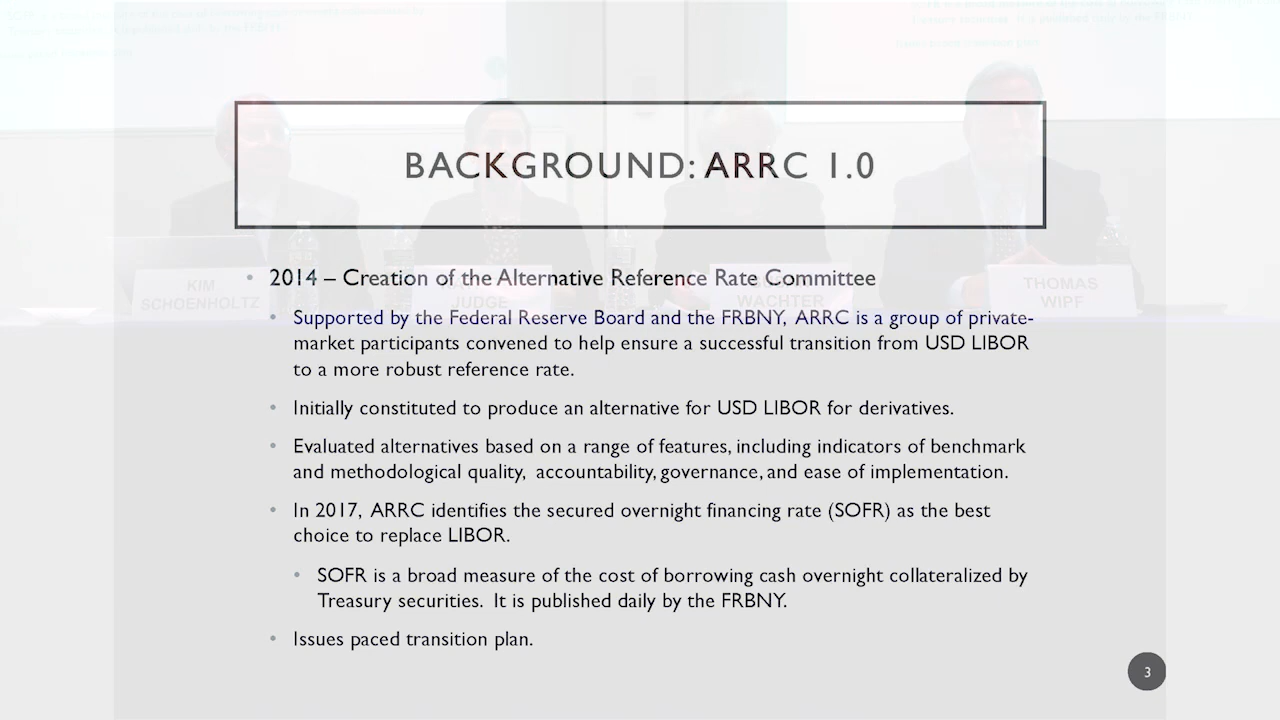 BACKGROUND: ARRC 1.0
• 2014 – Creation of the Alternative Reference Rate Committee
KIM
SCHOENHOLTZ
JUDGE
WACHTER
THOMAS
WIPF
• Supported by the Federal Reserve Board and the FRBNY, ARRC is a group of private-
market participants convened to help ensure a successful transition from USD LIBOR
to a more robust reference rate.
• Initially constituted to produce an alternative for USD LIBOR for derivatives.
• Evaluated alternatives based on a range of features, including indicators of benchmark
and methodological quality, accountability, governance, and ease of implementation.
• In 2017, ARRC identifies the secured overnight financing rate (SOFR) as the best
choice to replace LIBOR.
• SOFR is a broad measure of the cost of borrowing cash overnight collateralized by
Treasury securities. It is published daily by the FRBNY.
• Issues paced transition plan.
3